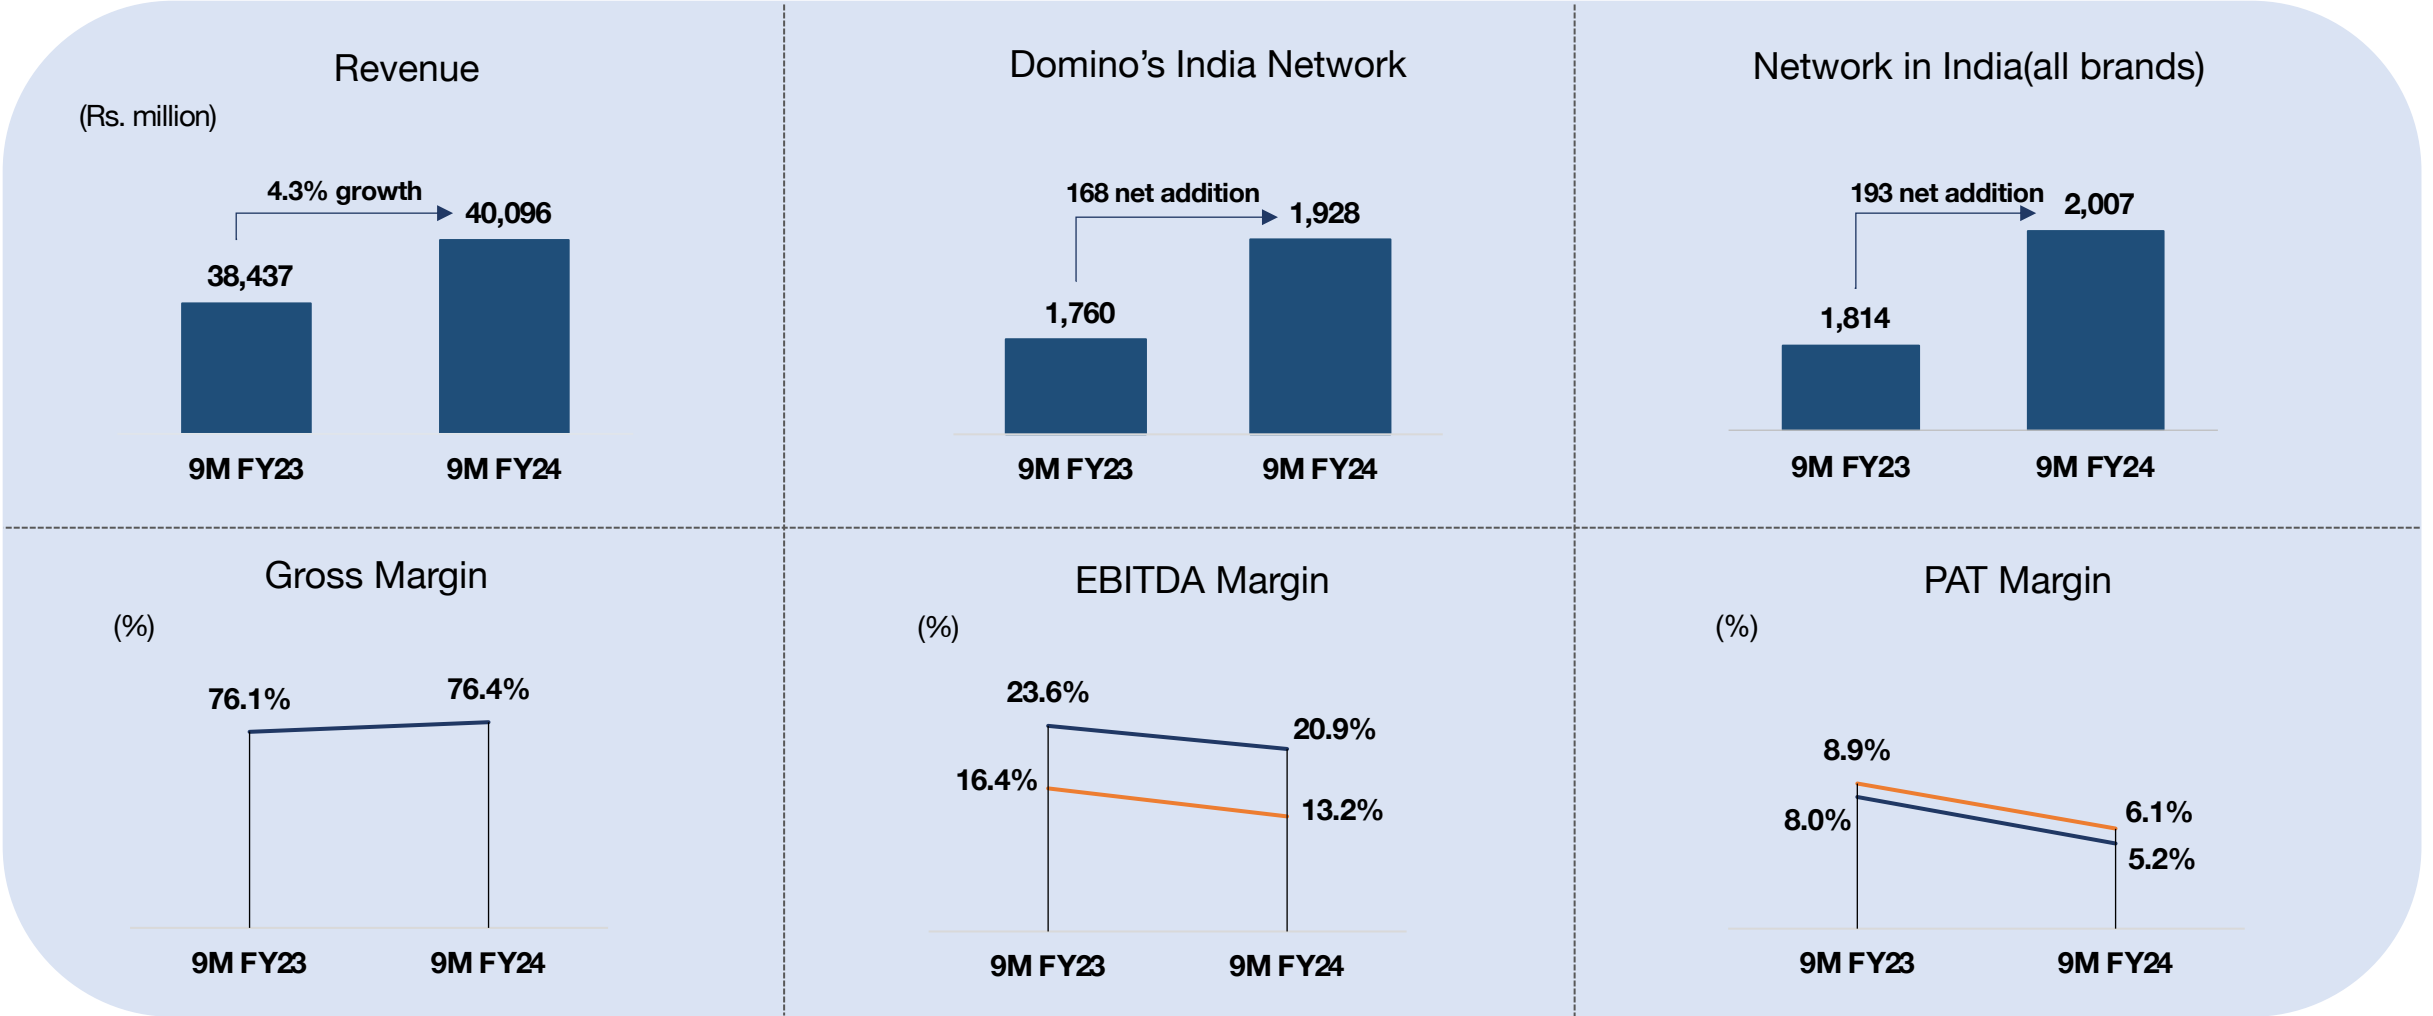 Revenue
(Rs. million)
4.3% growth
40,096
38,437
9M FY23
9M FY24
Domino’s India Network
168 net addition
1,928
1,760
9M FY23
9M FY24
Network in India(all brands)
193 net addition
2,007
1,814
9M FY23
9M FY24
Gross Margin
(%)
76.1%
76.4%
9M FY23
9M FY24
EBITDA Margin
(%)
23.6%
20.9%
16.4%
13.2%
9M FY23
9M FY24
PAT Margin
(%)
8.9%
6.1%
8.0%
5.2%
9M FY23
9M FY24